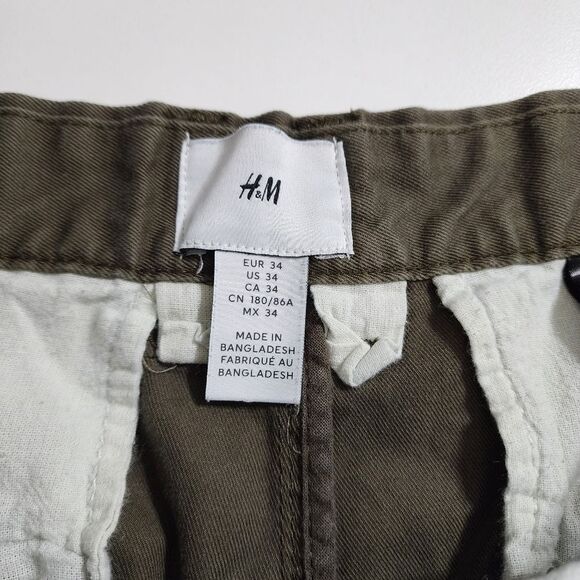 H&M
EUR 34
US 34
CA 34
CN 180/86A
MX 34
MADE IN
BANGLADESH
FABRIQUÉ AU
BANGLADESH